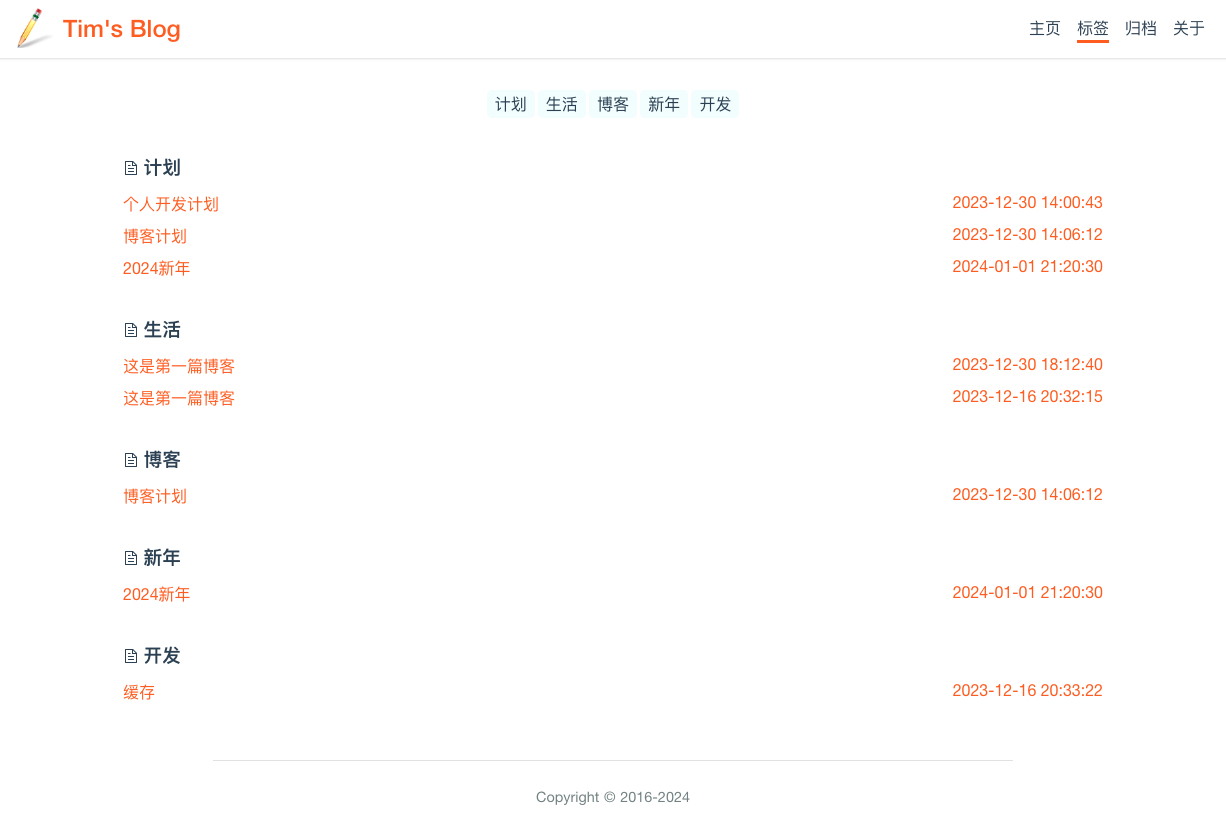 Tim's Blog 主页 标签 归档 关于
计划 生活 博客 新年 开发
计划
个人开发计划 2023-12-30 14:00:43
博客计划 2023-12-30 14:06:12
2024新年 2024-01-01 21:20:30
生活
这是第一篇博客 2023-12-30 18:12:40
这是第一篇博客 2023-12-16 20:32:15
博客
博客计划 2023-12-30 14:06:12
新年
2024新年 2024-01-01 21:20:30
开发
缓存 2023-12-16 20:33:22
Copyright © 2016-2024